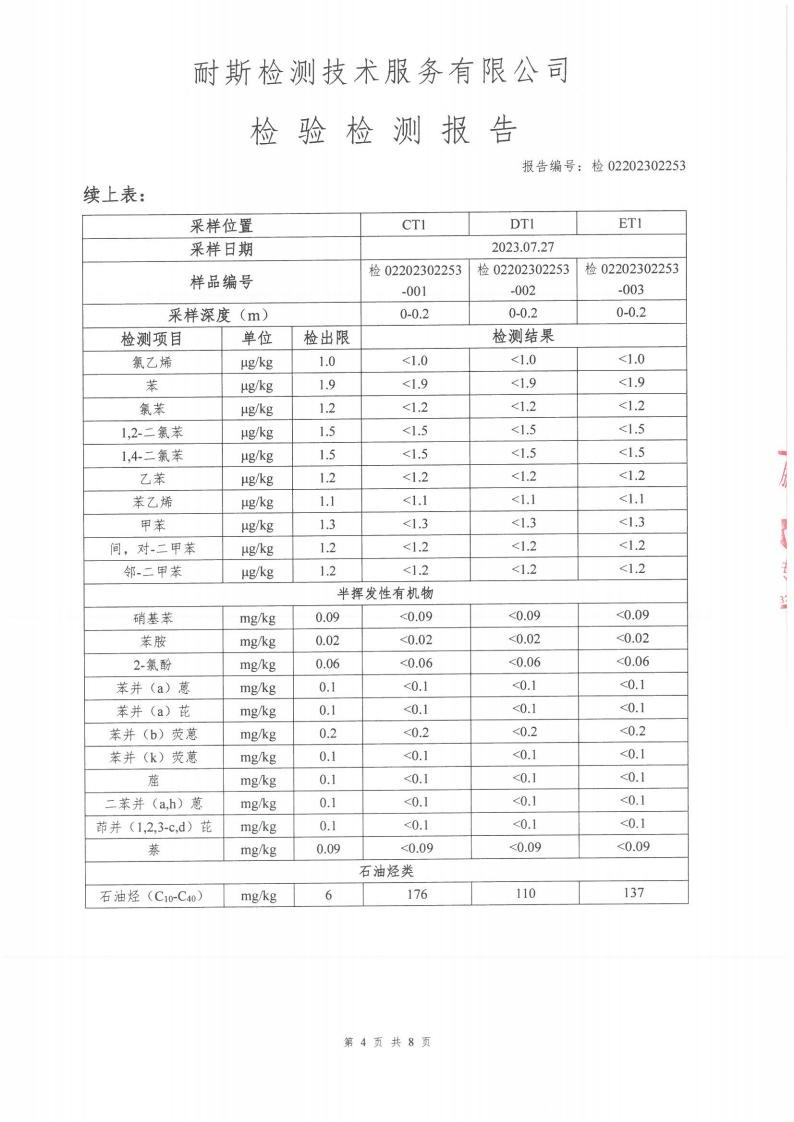 耐斯检测技术服务有限公司
检验检测报告
报告编号：检 02202302253
续上表：
采样位置 CT1 DT1 ET1
采样日期 2023.07.27
样品编号 检 02202302253-001 检 02202302253-002 检 02202302253-003
采样深度（m） 0-0.2 0-0.2 0-0.2
检测项目 单位 检出限 检测结果
氯乙烯 μg/kg 1.0 <1.0 <1.0 <1.0
苯 μg/kg 1.9 <1.9 <1.9 <1.9
氯苯 μg/kg 1.2 <1.2 <1.2 <1.2
1,2-二氯苯 μg/kg 1.5 <1.5 <1.5 <1.5
1,4-二氯苯 μg/kg 1.5 <1.5 <1.5 <1.5
乙苯 μg/kg 1.2 <1.2 <1.2 <1.2
苯乙烯 μg/kg 1.1 <1.1 <1.1 <1.1
甲苯 μg/kg 1.3 <1.3 <1.3 <1.3
间，对-二甲苯 μg/kg 1.2 <1.2 <1.2 <1.2
邻-二甲苯 μg/kg 1.2 <1.2 <1.2 <1.2
半挥发性有机物
硝基苯 mg/kg 0.09 <0.09 <0.09 <0.09
苯胺 mg/kg 0.02 <0.02 <0.02 <0.02
2-氯酚 mg/kg 0.06 <0.06 <0.06 <0.06
苯并（a）蒽 mg/kg 0.1 <0.1 <0.1 <0.1
苯并（a）芘 mg/kg 0.1 <0.1 <0.1 <0.1
苯并（b）荧蒽 mg/kg 0.2 <0.2 <0.2 <0.2
苯并（k）荧蒽 mg/kg 0.1 <0.1 <0.1 <0.1
䓛 mg/kg 0.1 <0.1 <0.1 <0.1
二苯并（a,h）蒽 mg/kg 0.1 <0.1 <0.1 <0.1
茚并（1,2,3-c,d）芘 mg/kg 0.1 <0.1 <0.1 <0.1
萘 mg/kg 0.09 <0.09 <0.09 <0.09
石油烃类
石油烃（C10-C40） mg/kg 6 176 110 137
第 4 页 共 8 页